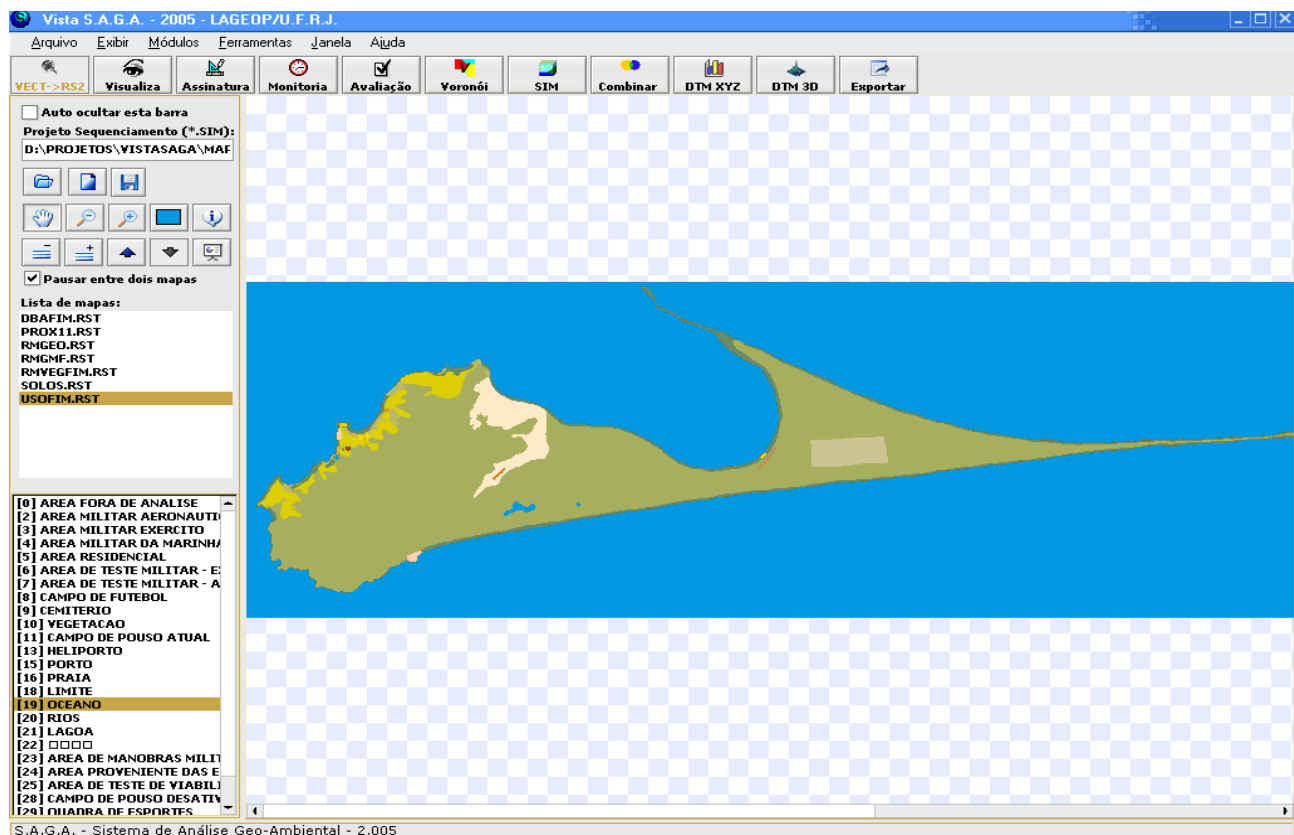 Vista S.A.G.A. - 2005 - LAGEOP/U.F.R.J.
Arquivo Exibir Módulos Ferramentas Janela Ajuda
VECT->RS2 Visualiza Assinatura Monitoria Avaliação Voronói SIM Combinar DTM XYZ DTM 3D Exportar
Auto ocultar esta barra
Projeto Sequenciamento (*.SIM):
D:\PROJETOS\VISTASAGA\MAF
Pausar entre dois mapas
Lista de mapas:
DBAFIM.RST
PROX11.RST
RMGEO.RST
RMGMF.RST
RMVEGFIM.RST
SOLOS.RST
USOFIM.RST
[0] AREA FORA DE ANALISE
[2] AREA MILITAR AERONAUTI
[3] AREA MILITAR EXERCITO
[4] AREA MILITAR DA MARINHA
[5] AREA RESIDENCIAL
[6] AREA DE TESTE MILITAR - E
[7] AREA DE TESTE MILITAR - A
[8] CAMPO DE FUTEBOL
[9] CEMITERIO
[10] VEGETACAO
[11] CAMPO DE POUSO ATUAL
[13] HELIPORTO
[15] PORTO
[16] PRAIA
[18] LIMITE
[19] OCEANO
[20] RIOS
[21] LAGOA
[22] □□□□
[23] AREA DE MANOBRAS MILIT
[24] AREA PROVENIENTE DAS E
[25] AREA DE TESTE DE VIABILI
[28] CAMPO DE POUSO DESATIV
[29] QUADRA DE ESPORTES
S.A.G.A. - Sistema de Análise Geo-Ambiental - 2.005